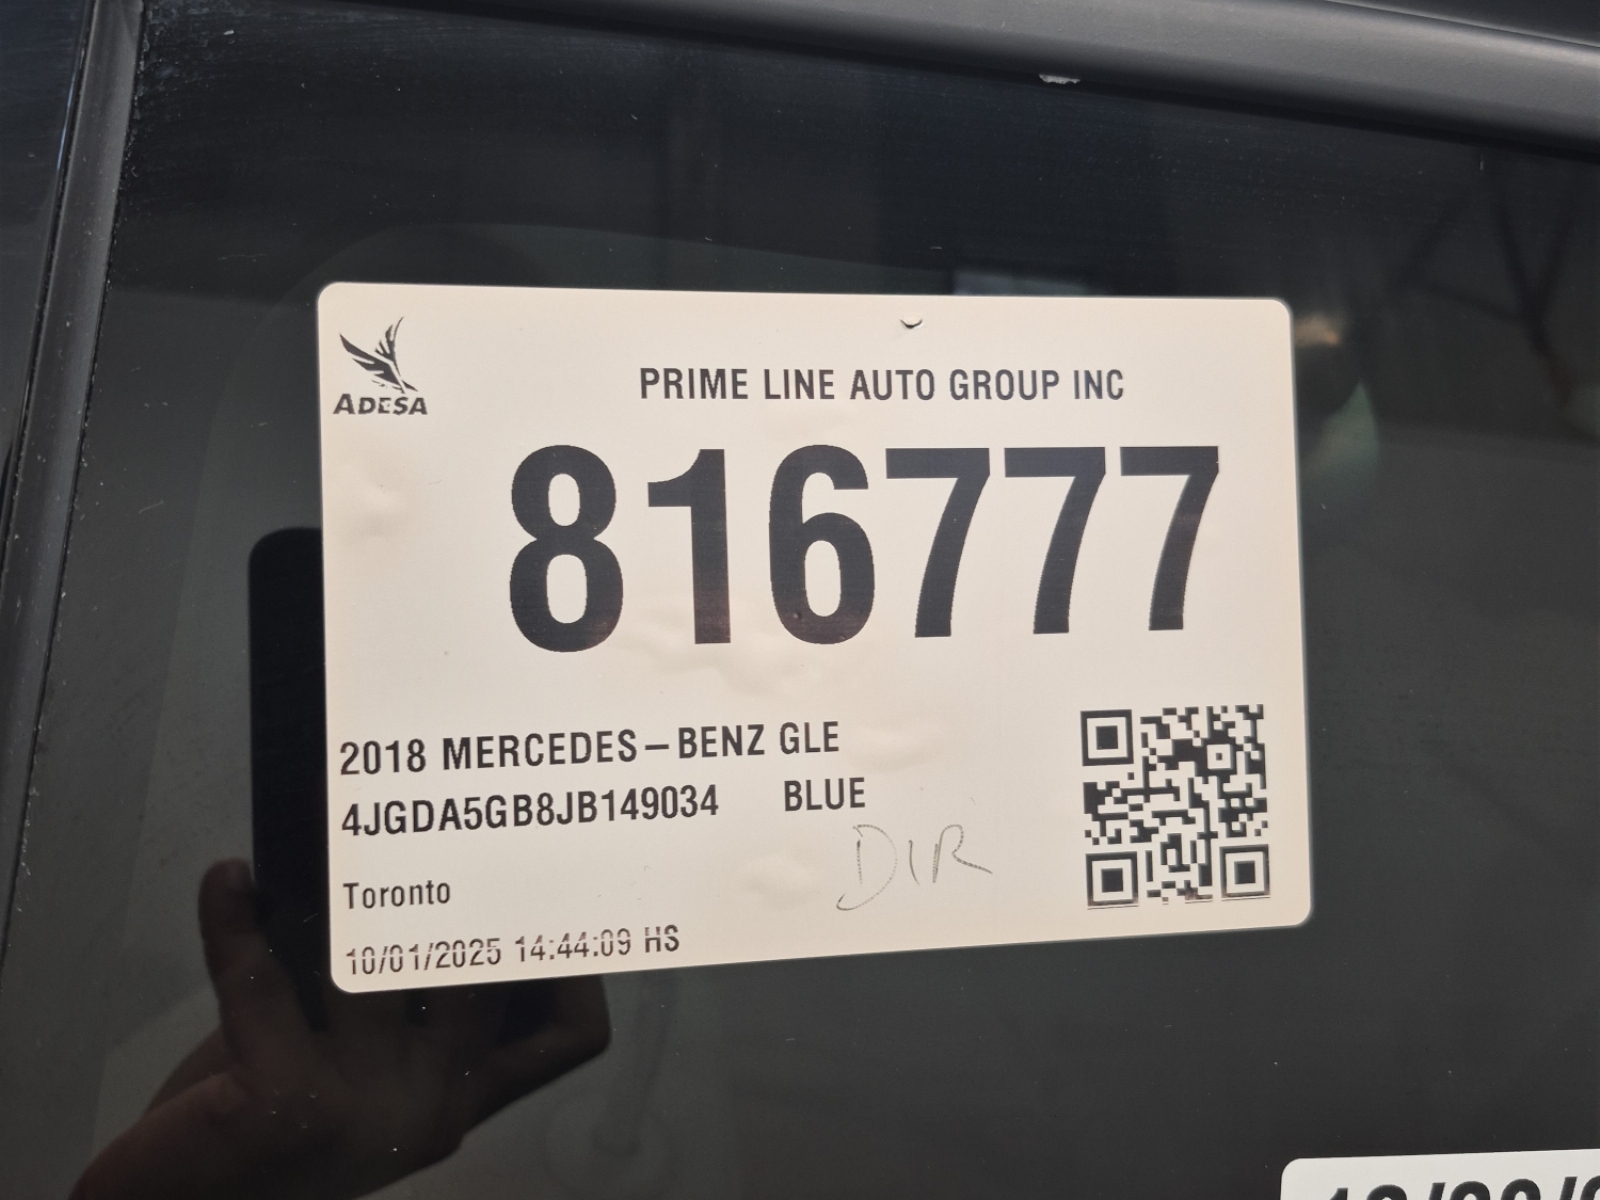 ADESA
PRIME LINE AUTO GROUP INC
816777
2018 MERCEDES-BENZ GLE
4JGDA5GB8JB149034 BLUE
DIR
Toronto
10/01/2025 14:44:09 HS